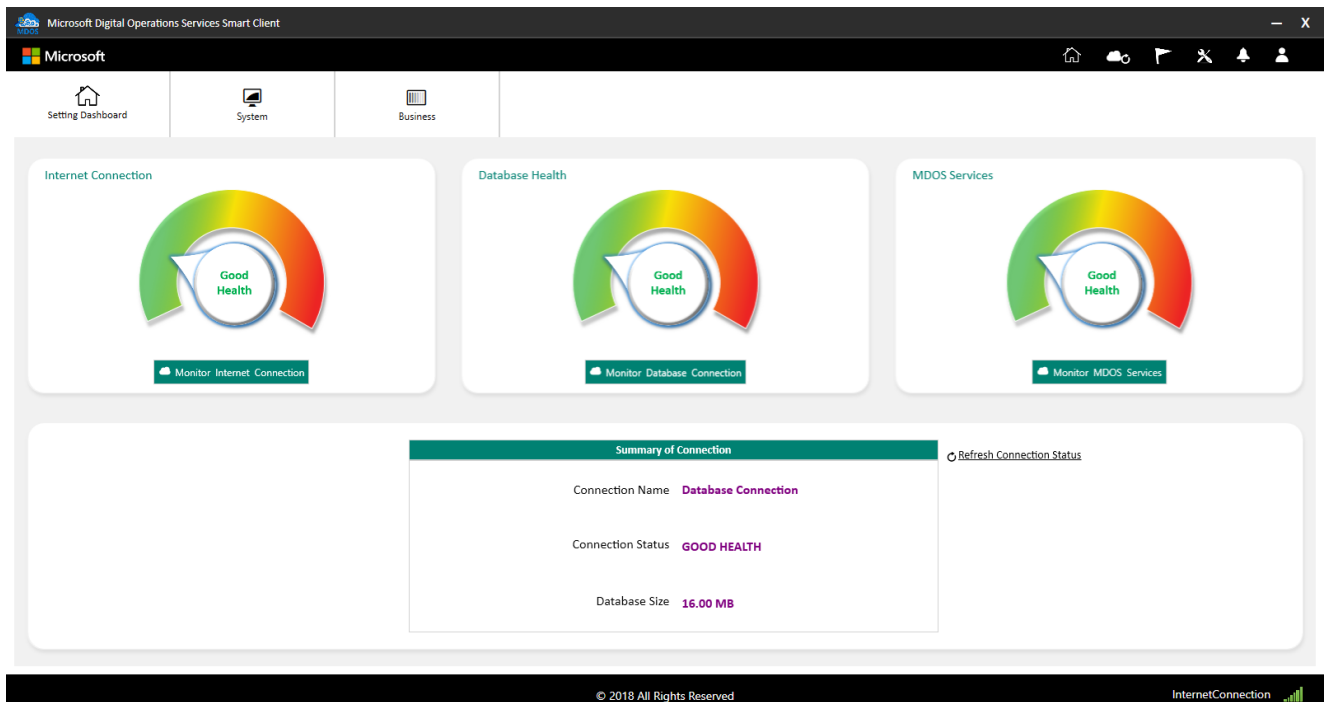 Microsoft Digital Operations Services Smart Client
X
MDOS
Microsoft
Setting Dashboard
System
Business
Internet Connection
Good
Health
Monitor Internet Connection
Database Health
Good
Health
Monitor Database Connection
MDOS Services
Good
Health
Monitor MDOS Services
Summary of Connection
Refresh Connection Status
Connection Name Database Connection
Connection Status GOOD HEALTH
Database Size 16.00 MB
© 2018 All Rights Reserved
InternetConnection